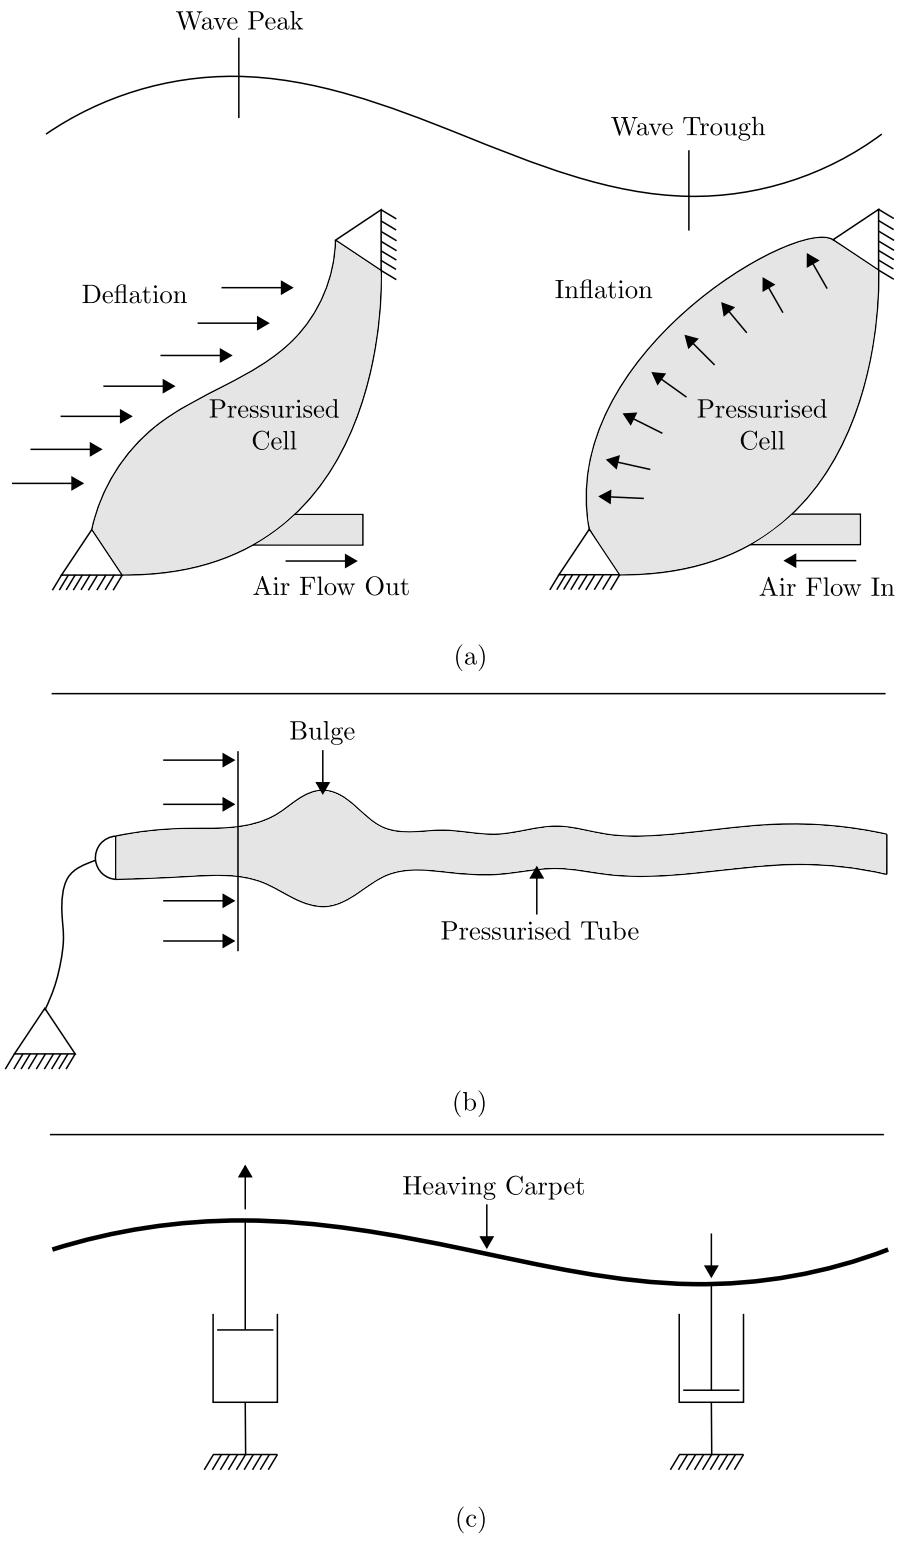 Wave Peak
Wave Trough
Deflation
Inflation
Pressurised
Cell
Pressurised
Cell
Air Flow Out
Air Flow In
(a)
Bulge
Pressurised Tube
(b)
Heaving Carpet
(c)